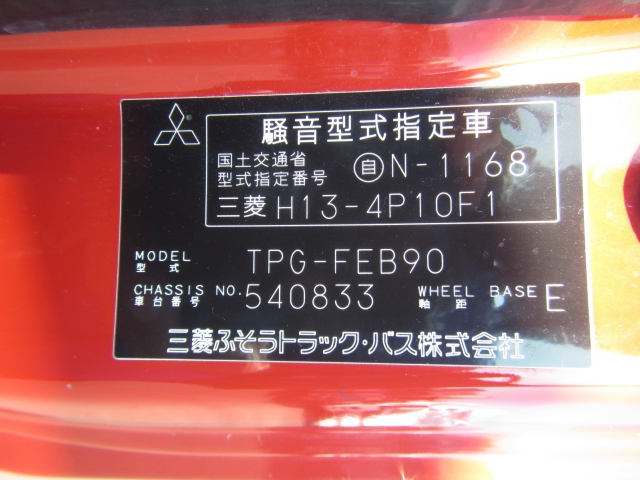 騒音型式指定車
国土交通省
型式指定番号 自 N-1168
三菱 H13-4P10F1
MODEL
型式 TPG-FEB90
CHASSIS NO.
車台番号 540833
WHEEL BASE
軸距 E
三菱ふそうトラック・バス株式会社